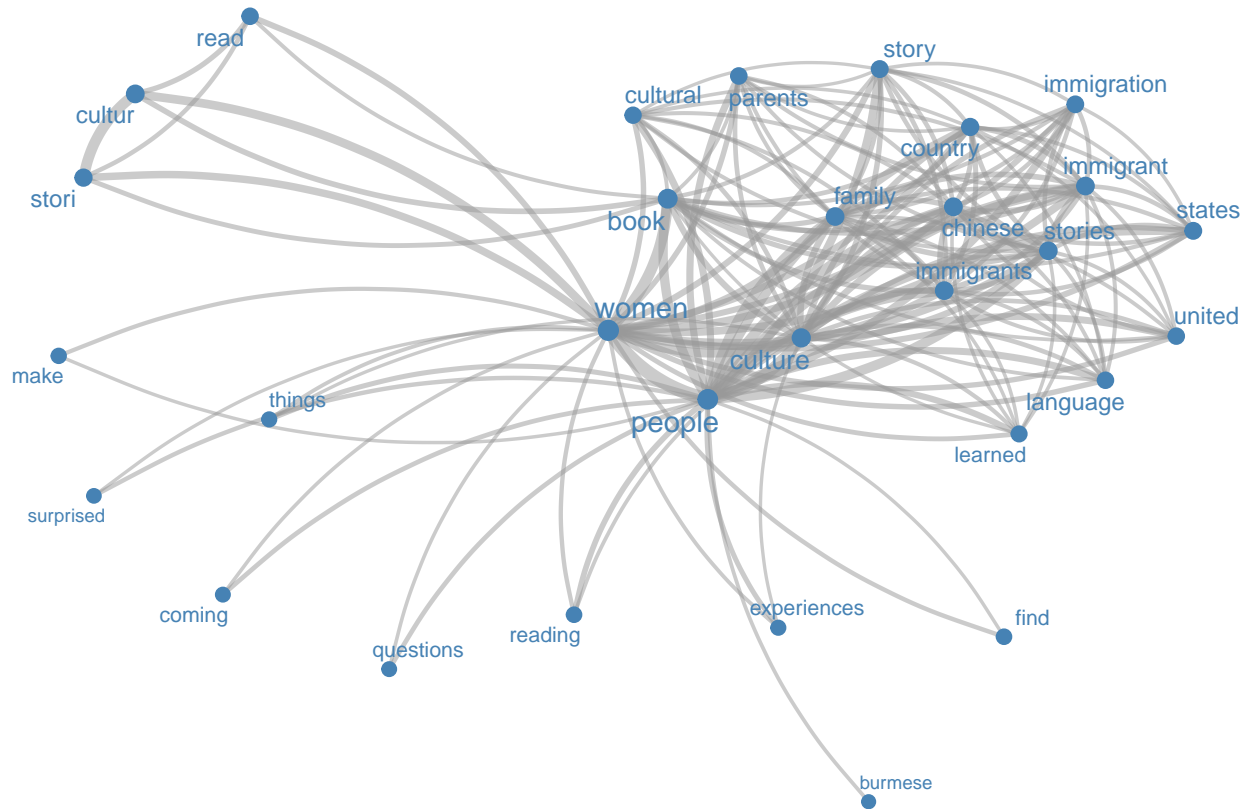 read
story
cultural
parents
immigration
cultur
country
immigrant
stori
family
book
chinese
stories
states
immigrants
women
united
culture
make
things
people
language
learned
surprised
coming
experiences
find
reading
questions
burmese